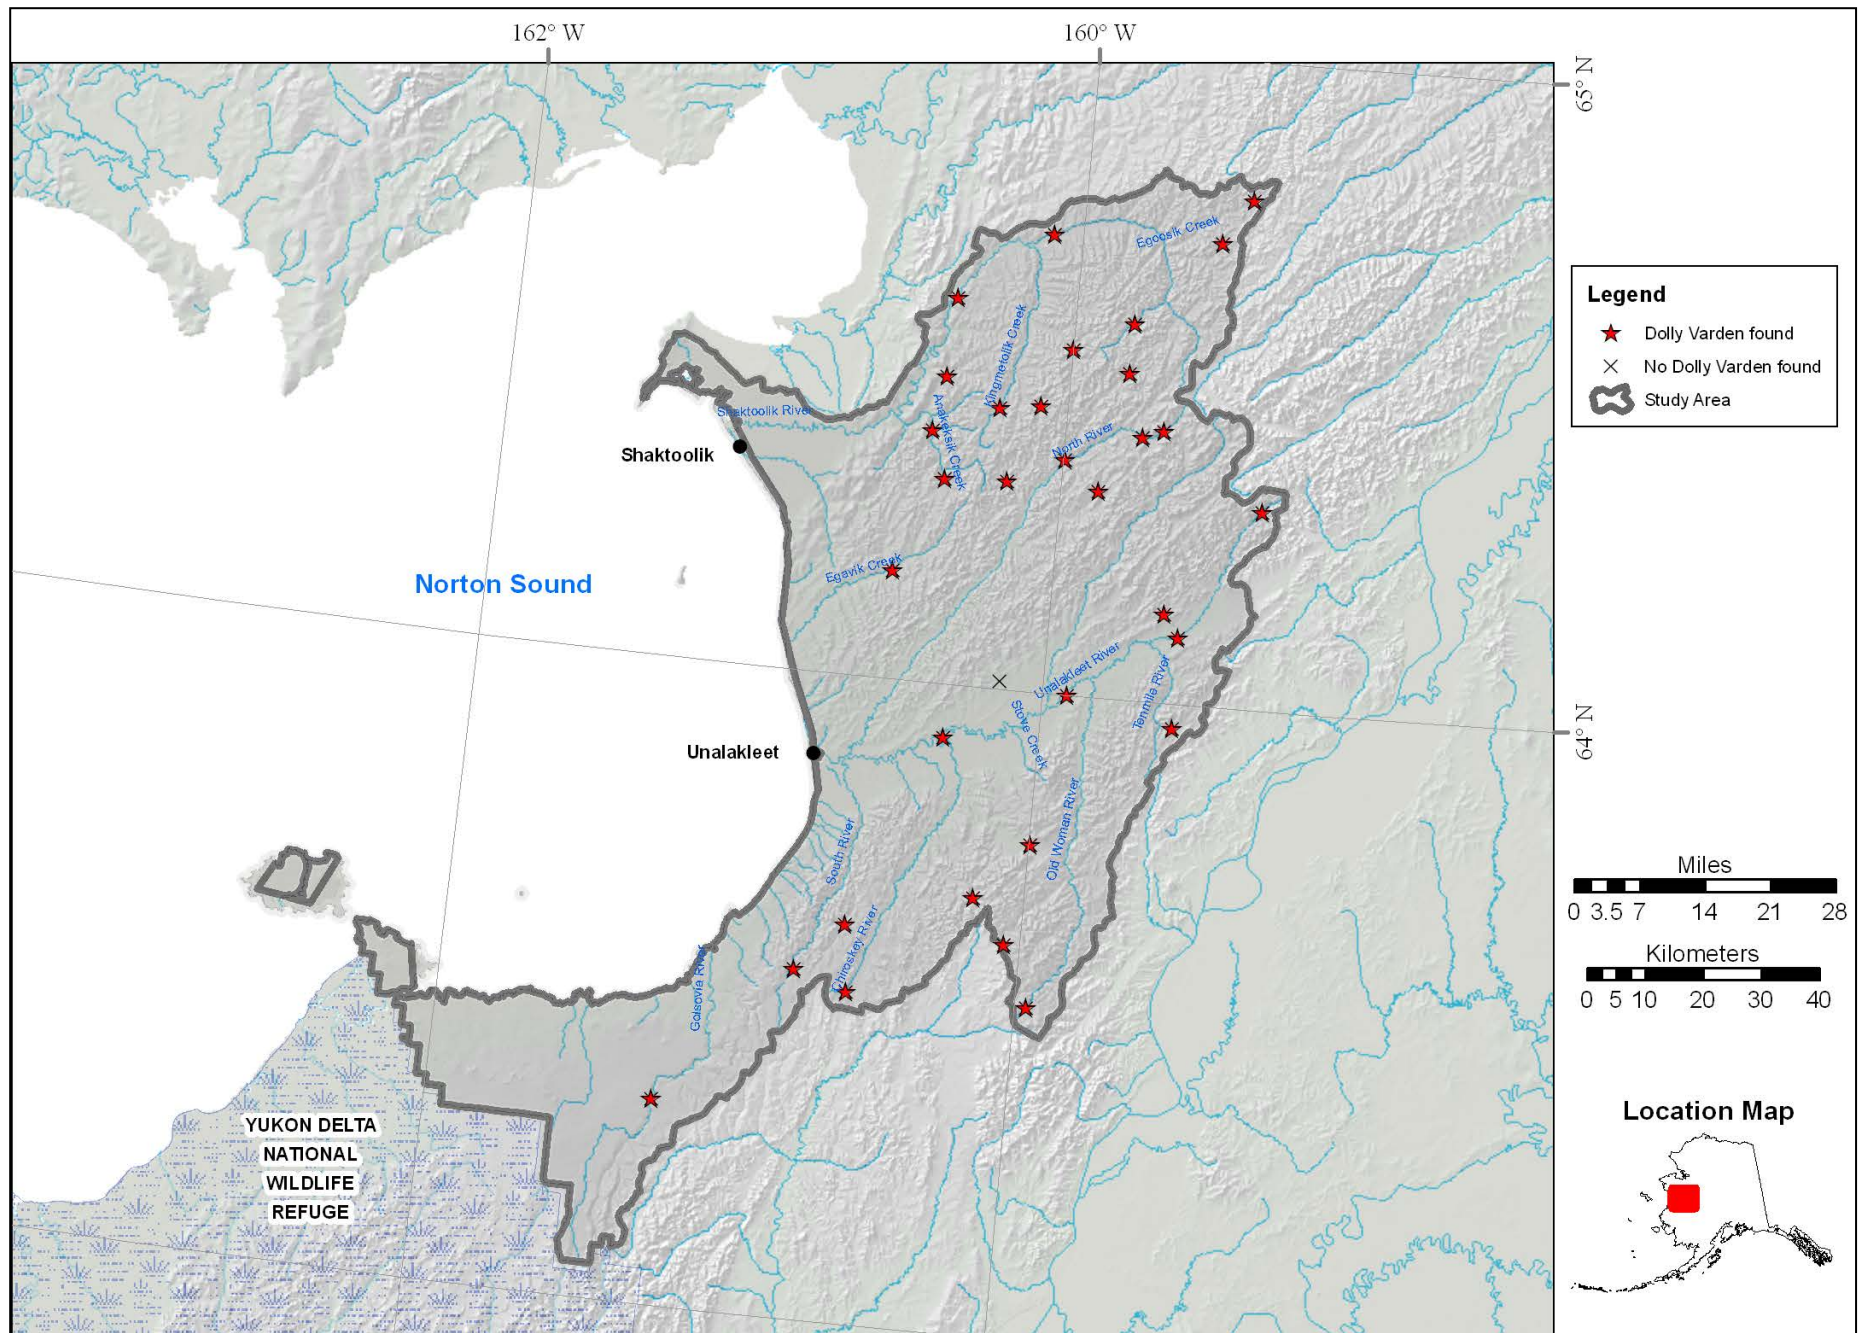 162° W
160° W
65° N
Egoosik Creek
Kingmetolik Creek
Legend
Dolly Varden found
No Dolly Varden found
Study Area
Shaktoolik River
Anakeksik Creek
North River
Shaktoolik
Egavik Creek
Norton Sound
Unalakleet River
Tenmile River
Stove Creek
64° N
Unalakleet
Old Woman River
South River
Chiroskey River
Golsovia River
Miles
0 3.5 7 14 21 28
Kilometers
0 5 10 20 30 40
YUKON DELTA
NATIONAL
WILDLIFE
REFUGE
Location Map